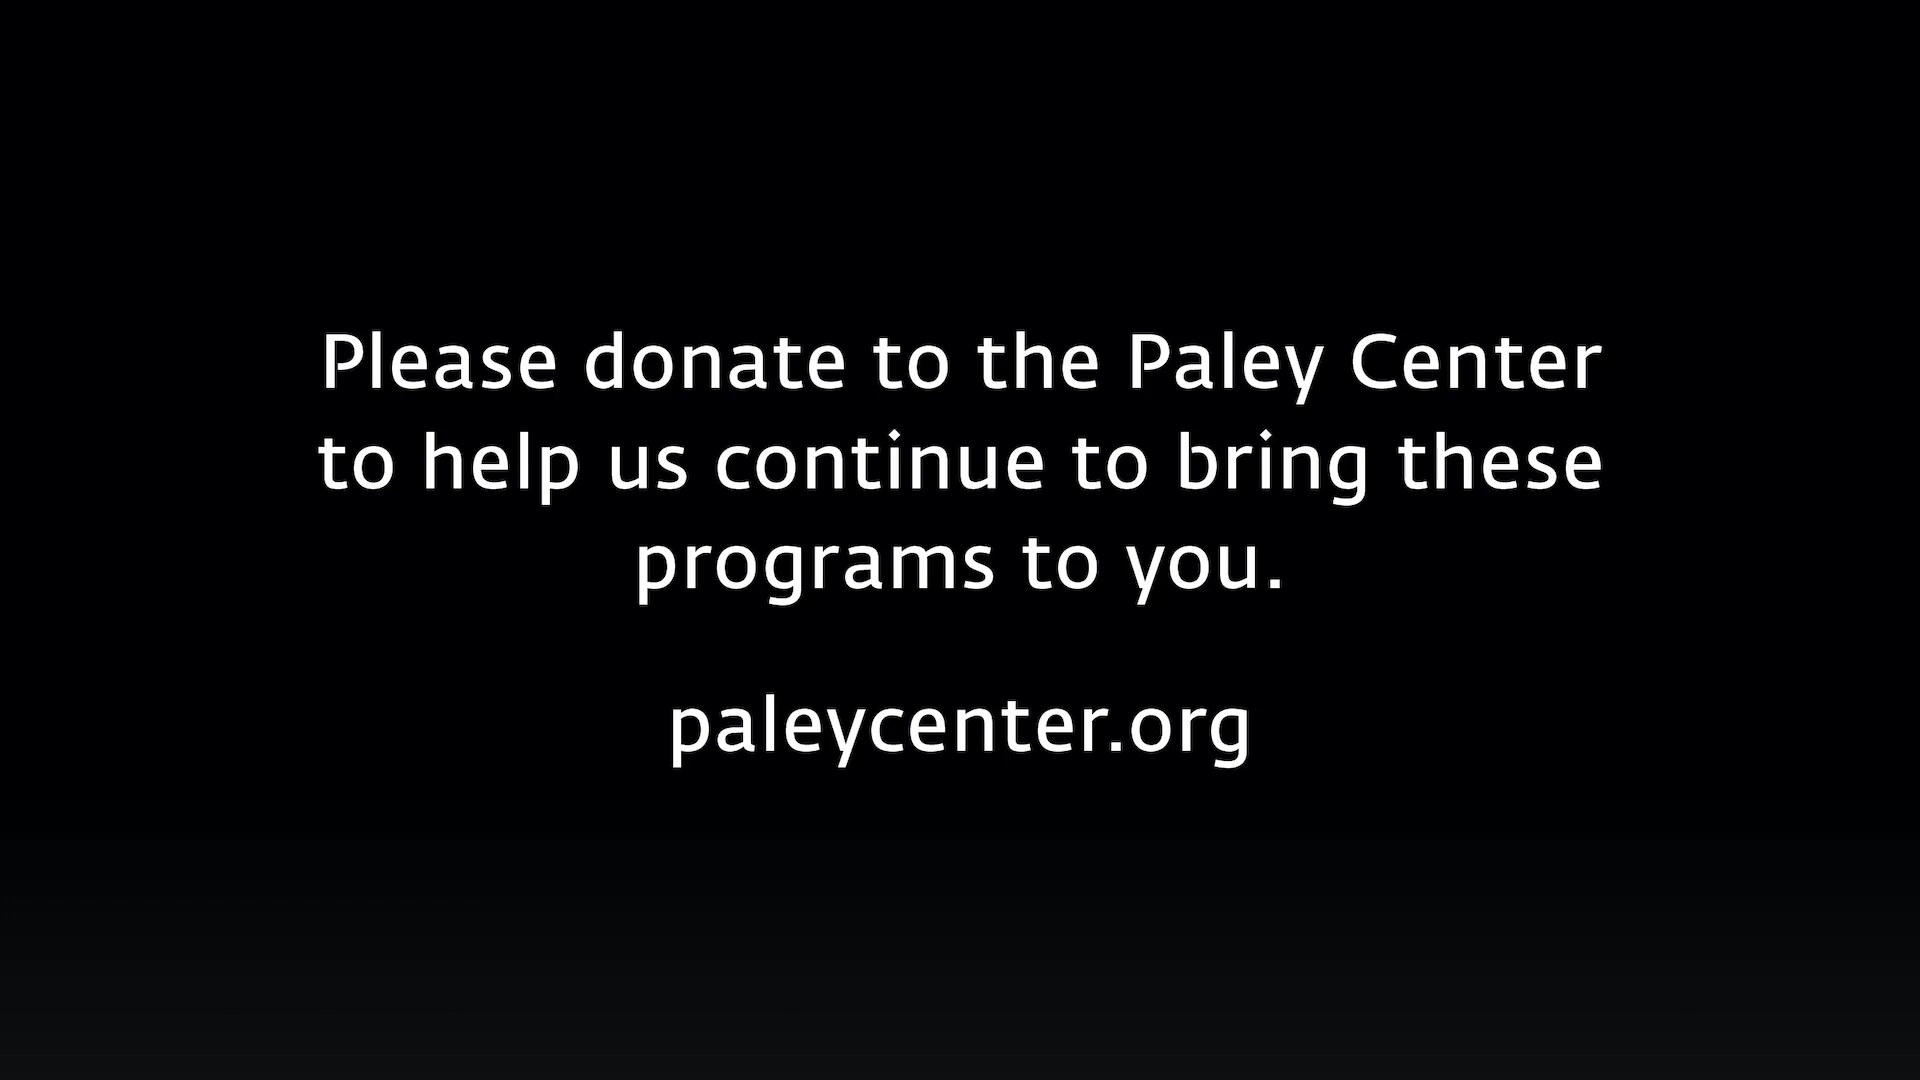 Please donate to the Paley Center
to help us continue to bring these
programs to you.
paleycenter.org